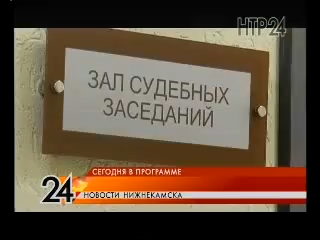 НТР24
ЗАЛ СУДЕБНЫХ
ЗАСЕДАНИЙ
СЕГОДНЯ В ПРОГРАММЕ
24
НОВОСТИ НИЖНЕКАМСКА